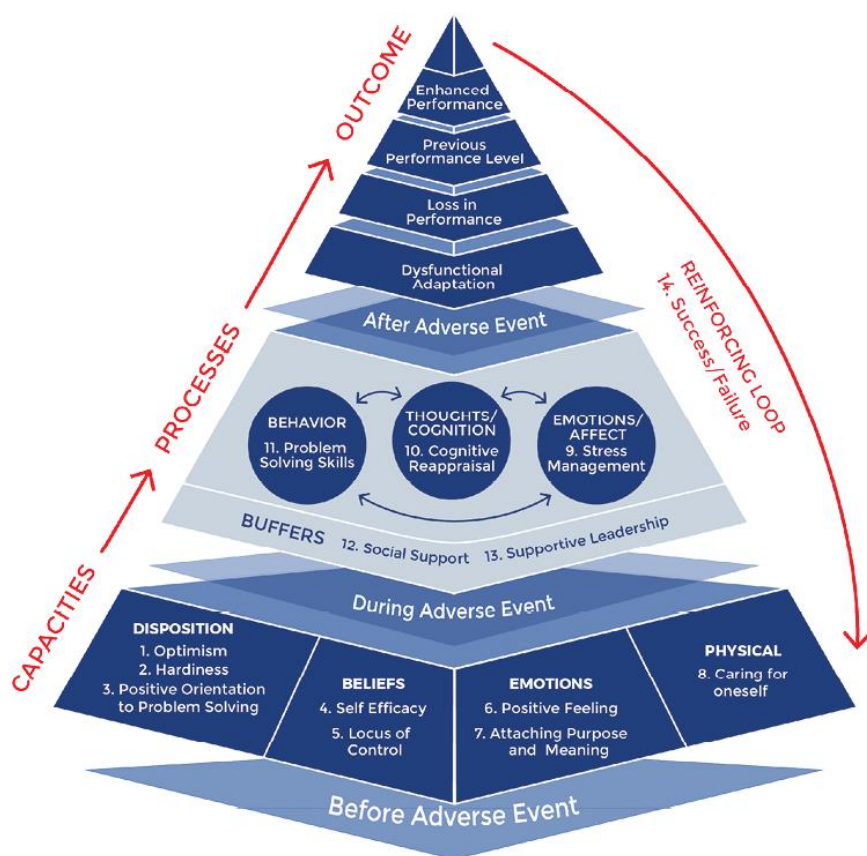 OUTCOME
Enhanced
Performance
Previous
Performance Level
Loss in
Performance
Dysfunctional
Adaptation
After Adverse Event
PROCESSES
REINFORCING LOOP
14. Success/Failure
BEHAVIOR
11. Problem
Solving Skills
THOUGHTS/
COGNITION
10. Cognitive
Reappraisal
EMOTIONS/
AFFECT
9. Stress
Management
BUFFERS 12. Social Support 13. Supportive Leadership
During Adverse Event
CAPACITIES
DISPOSITION
1. Optimism
2. Hardiness
3. Positive Orientation
to Problem Solving
BELIEFS
4. Self Efficacy
5. Locus of
Control
EMOTIONS
6. Positive Feeling
7. Attaching Purpose
and Meaning
PHYSICAL
8. Caring for
oneself
Before Adverse Event